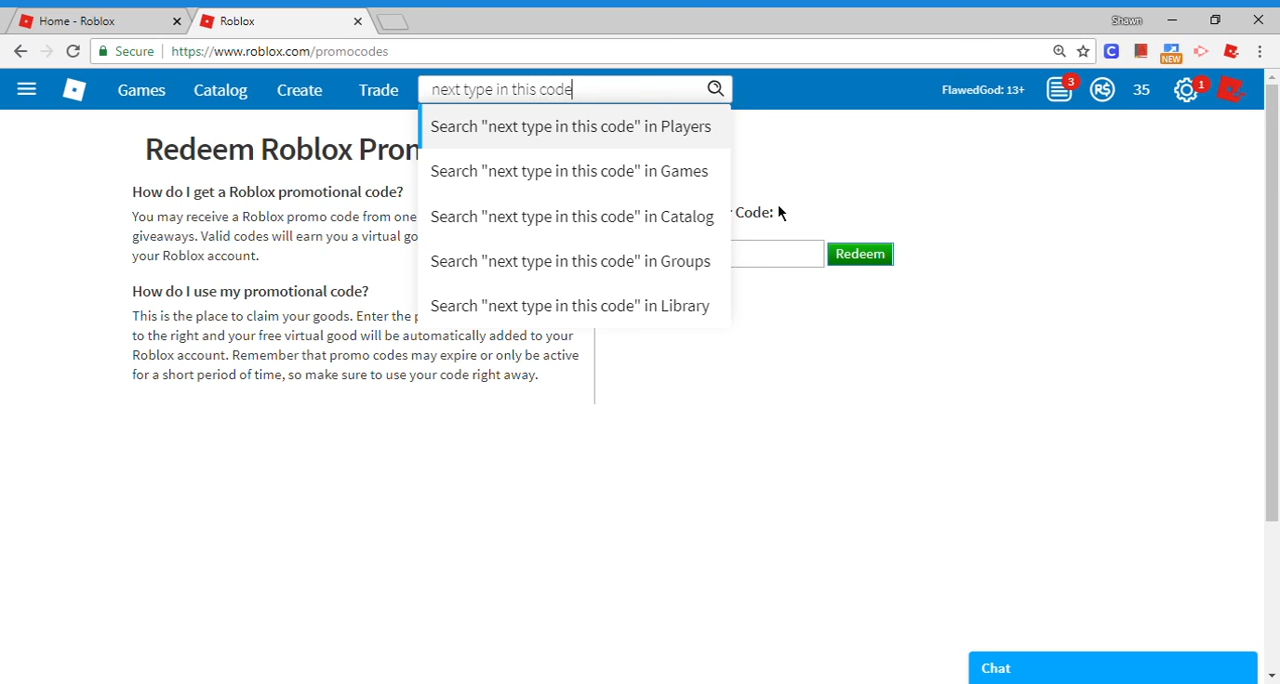 Home - Roblox
Roblox
Shawn
Secure https://www.roblox.com/promocodes
NEW
Games Catalog Create Trade next type in this code FlawedGod: 13+ 3 R$ 35 1
Search "next type in this code" in Players
Search "next type in this code" in Games
Search "next type in this code" in Catalog
Search "next type in this code" in Groups
Search "next type in this code" in Library
Redeem Roblox Pro
How do I get a Roblox promotional code?
You may receive a Roblox promo code from one
giveaways. Valid codes will earn you a virtual go
your Roblox account.
How do I use my promotional code?
This is the place to claim your goods. Enter the
to the right and your free virtual good will be automatically added to your
Roblox account. Remember that promo codes may expire or only be active
for a short period of time, so make sure to use your code right away.
Code:
Redeem
Chat